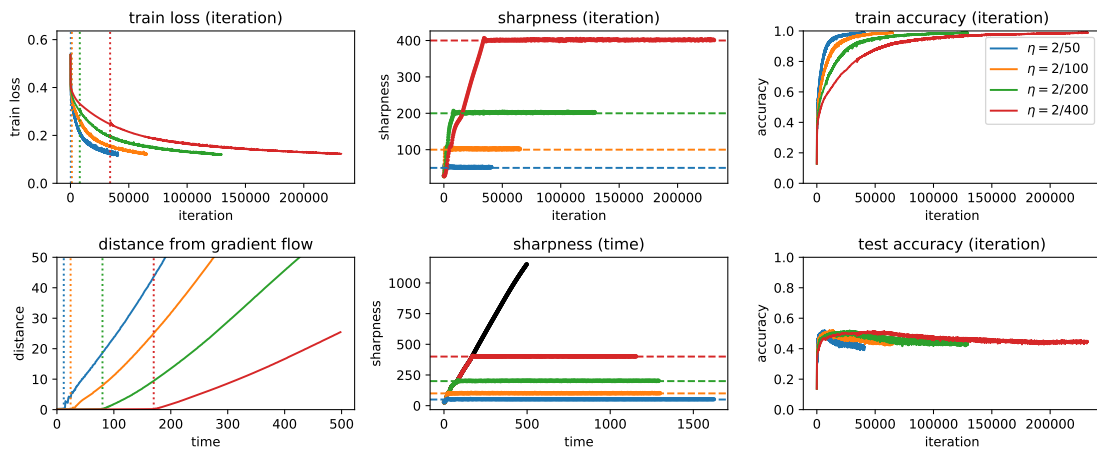 train loss (iteration)
train loss
0.6
0.4
0.2
0.0
0 50000 100000 150000 200000
iteration
sharpness (iteration)
sharpness
400
300
200
100
0 50000 100000 150000 200000
iteration
train accuracy (iteration)
accuracy
1.0
0.8
0.6
0.4
0.2
0.0
η = 2/50
η = 2/100
η = 2/200
η = 2/400
0 50000 100000 150000 200000
iteration
distance from gradient flow
distance
50
40
30
20
10
0
0 100 200 300 400 500
time
sharpness (time)
sharpness
1000
750
500
250
0
0 500 1000 1500
time
test accuracy (iteration)
accuracy
1.0
0.8
0.6
0.4
0.2
0.0
0 50000 100000 150000 200000
iteration